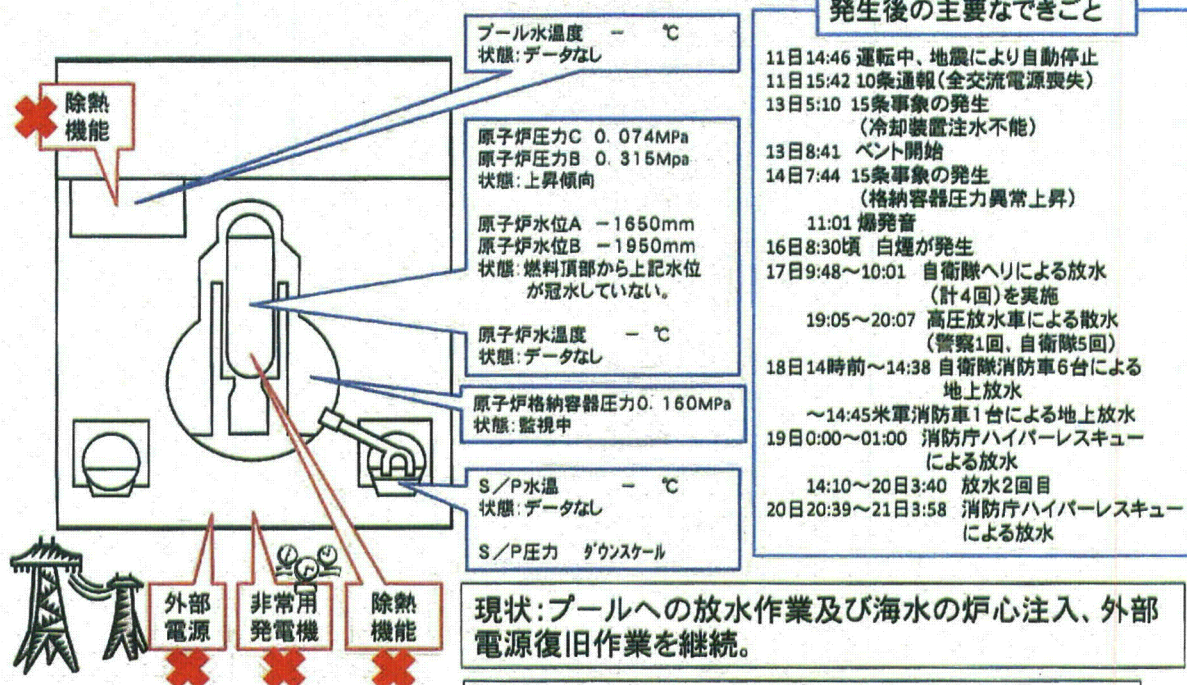 除熱
機能
プール水温度 － ℃
状態：データなし
原子炉圧力C 0.074MPa
原子炉圧力B 0.315Mpa
状態：上昇傾向
原子炉水位A －1650mm
原子炉水位B －1950mm
状態：燃料頂部から上記水位
が冠水していない。
原子炉水温度 － ℃
状態：データなし
原子炉格納容器圧力0.160MPa
状態：監視中
S／P水温 － ℃
状態：データなし
S／P圧力 ﾀﾞｳﾝｽｹｰﾙ
発生後の主要なできごと
11日14:46 運転中、地震により自動停止
11日15:42 10条通報（全交流電源喪失）
13日5:10 15条事象の発生
（冷却装置注水不能）
13日8:41 ベント開始
14日7:44 15条事象の発生
（格納容器圧力異常上昇）
11:01 爆発音
16日8:30頃 白煙が発生
17日9:48～10:01 自衛隊ヘリによる放水
（計4回）を実施
19:05～20:07 高圧放水車による散水
（警察1回、自衛隊5回）
18日14時前～14:38 自衛隊消防車6台による
地上放水
～14:45米軍消防車1台による地上放水
19日0:00～01:00 消防庁ハイパーレスキュー
による放水
14:10～20日3:40 放水2回目
20日20:39～21日3:58 消防庁ハイパーレスキュー
による放水
外部
電源
非常用
発電機
除熱
機能
現状：プールへの放水作業及び海水の炉心注入、外部
電源復旧作業を継続。